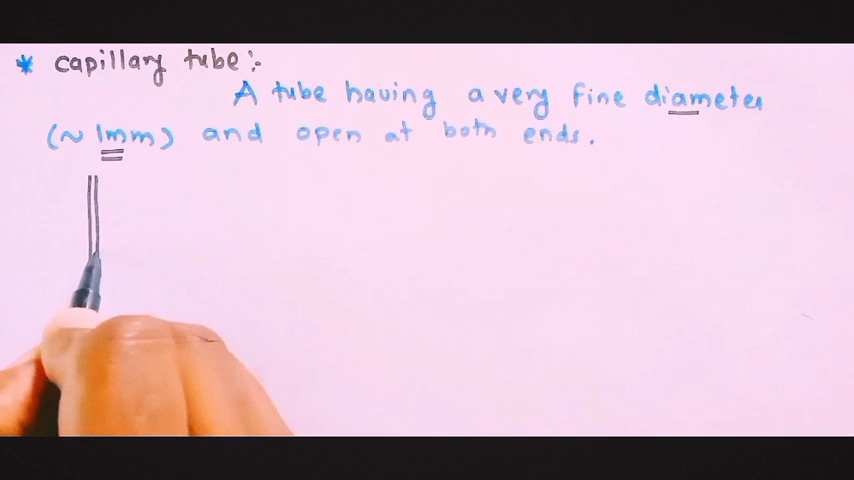 * capillary tube:-
A tube having a very fine diameter
(~ 1mm) and open at both ends.